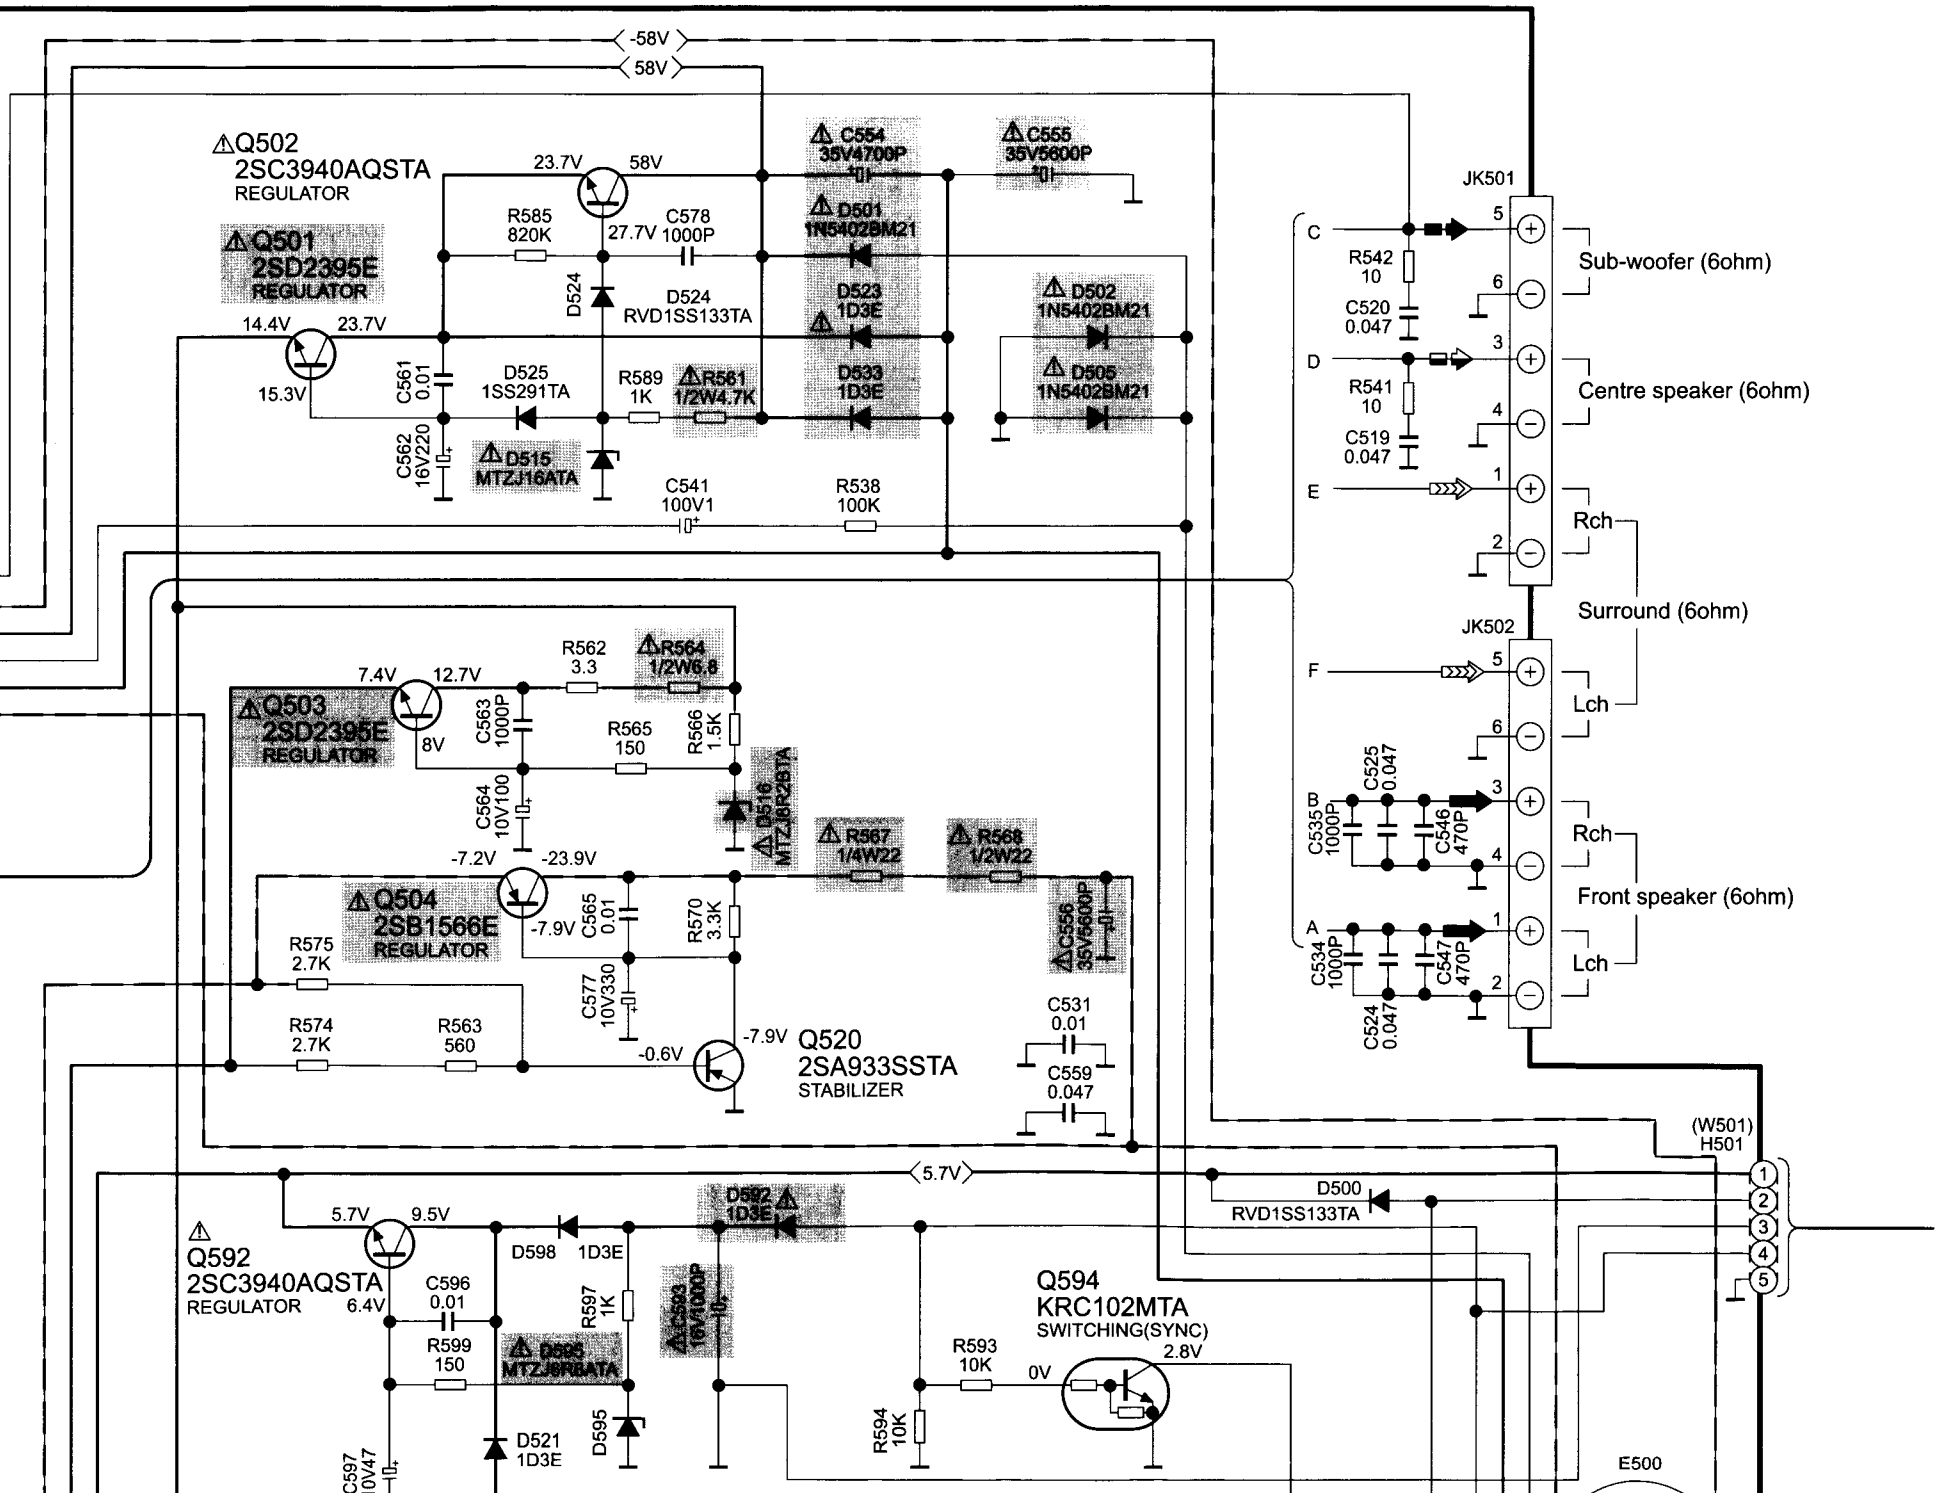 -58V
58V
Q502
2SC3940AQSTA
REGULATOR
23.7V
58V
C554
35V4700P
C555
35V5600P
JK501
R585
820K
27.7V
C578
1000P
D501
1N5402BM21
C
5
+
Q501
2SD2395E
REGULATOR
D524
D524
RVD1SS133TA
D523
1D3E
D502
1N5402BM21
R542
10
Sub-woofer (6ohm)
C520
0.047
6
−
14.4V
23.7V
15.3V
C561
0.01
D525
1SS291TA
R589
1K
R561
1/2W4.7K
D533
1D3E
D505
1N5402BM21
D
3
+
R541
10
Centre speaker (6ohm)
C519
0.047
4
−
C562
16V220
D515
MTZJ16ATA
C541
100V1
R538
100K
E
1
+
Rch
2
−
Surround (6ohm)
JK502
R562
3.3
R564
1/2W6.8
7.4V
12.7V
F
5
+
Lch
6
−
Q503
2SD2395E
REGULATOR
8V
C563
1000P
R565
150
R566
1.5K
C564
10V100
D516
MTZJ8R2BTA
C525
0.047
B
3
+
C535
1000P
C546
470P
Rch
4
−
-7.2V
-23.9V
R567
1/4W22
R568
1/2W22
Front speaker (6ohm)
Q504
2SB1566E
REGULATOR
-7.9V
C565
0.01
R570
3.3K
C556
35V5600P
A
1
+
C534
1000P
C547
470P
Lch
2
−
C524
0.047
R575
2.7K
C577
10V330
R574
2.7K
R563
560
-0.6V
-7.9V
Q520
2SA933SSTA
STABILIZER
C531
0.01
C559
0.047
(W501)
H501
5.7V
1
2
3
4
5
D500
RVD1SS133TA
D592
1D3E
5.7V
9.5V
Q592
2SC3940AQSTA
REGULATOR
6.4V
D598
1D3E
C596
0.01
R597
1K
C593
16V1000P
R599
150
D595
MTZJ6R8ATA
Q594
KRC102MTA
SWITCHING(SYNC)
2.8V
R593
10K
0V
R594
10K
D595
D521
1D3E
C597
10V47
E500